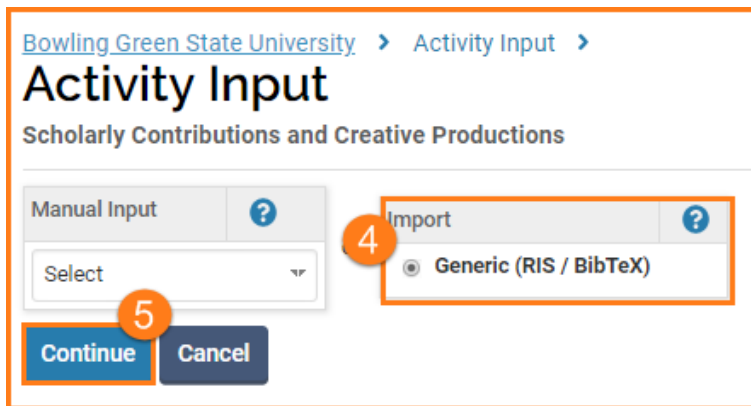 Bowling Green State University > Activity Input >
Activity Input
Scholarly Contributions and Creative Productions
Manual Input ?
Import ?
4
Select
Generic (RIS / BibTeX)
5
Continue Cancel